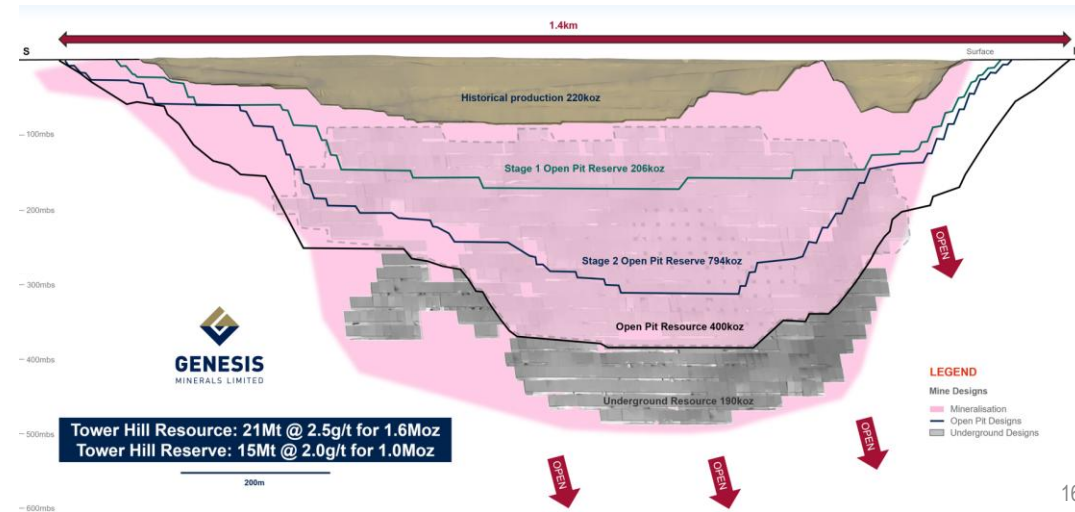 1.4km
S
Surface
Historical production 220koz
100mbs
Stage 1 Open Pit Reserve 206koz
200mbs
Stage 2 Open Pit Reserve 794koz
OPEN
300mbs
Open Pit Resource 400koz
400mbs
GENESIS
MINERALS LIMITED
Underground Resource 190koz
LEGEND
Mine Designs
Mineralisation
Open Pit Designs
Underground Designs
Tower Hill Resource: 21Mt @ 2.5g/t for 1.6Moz
Tower Hill Reserve: 15Mt @ 2.0g/t for 1.0Moz
500mbs
OPEN
OPEN
OPEN
200m
600mbs
16